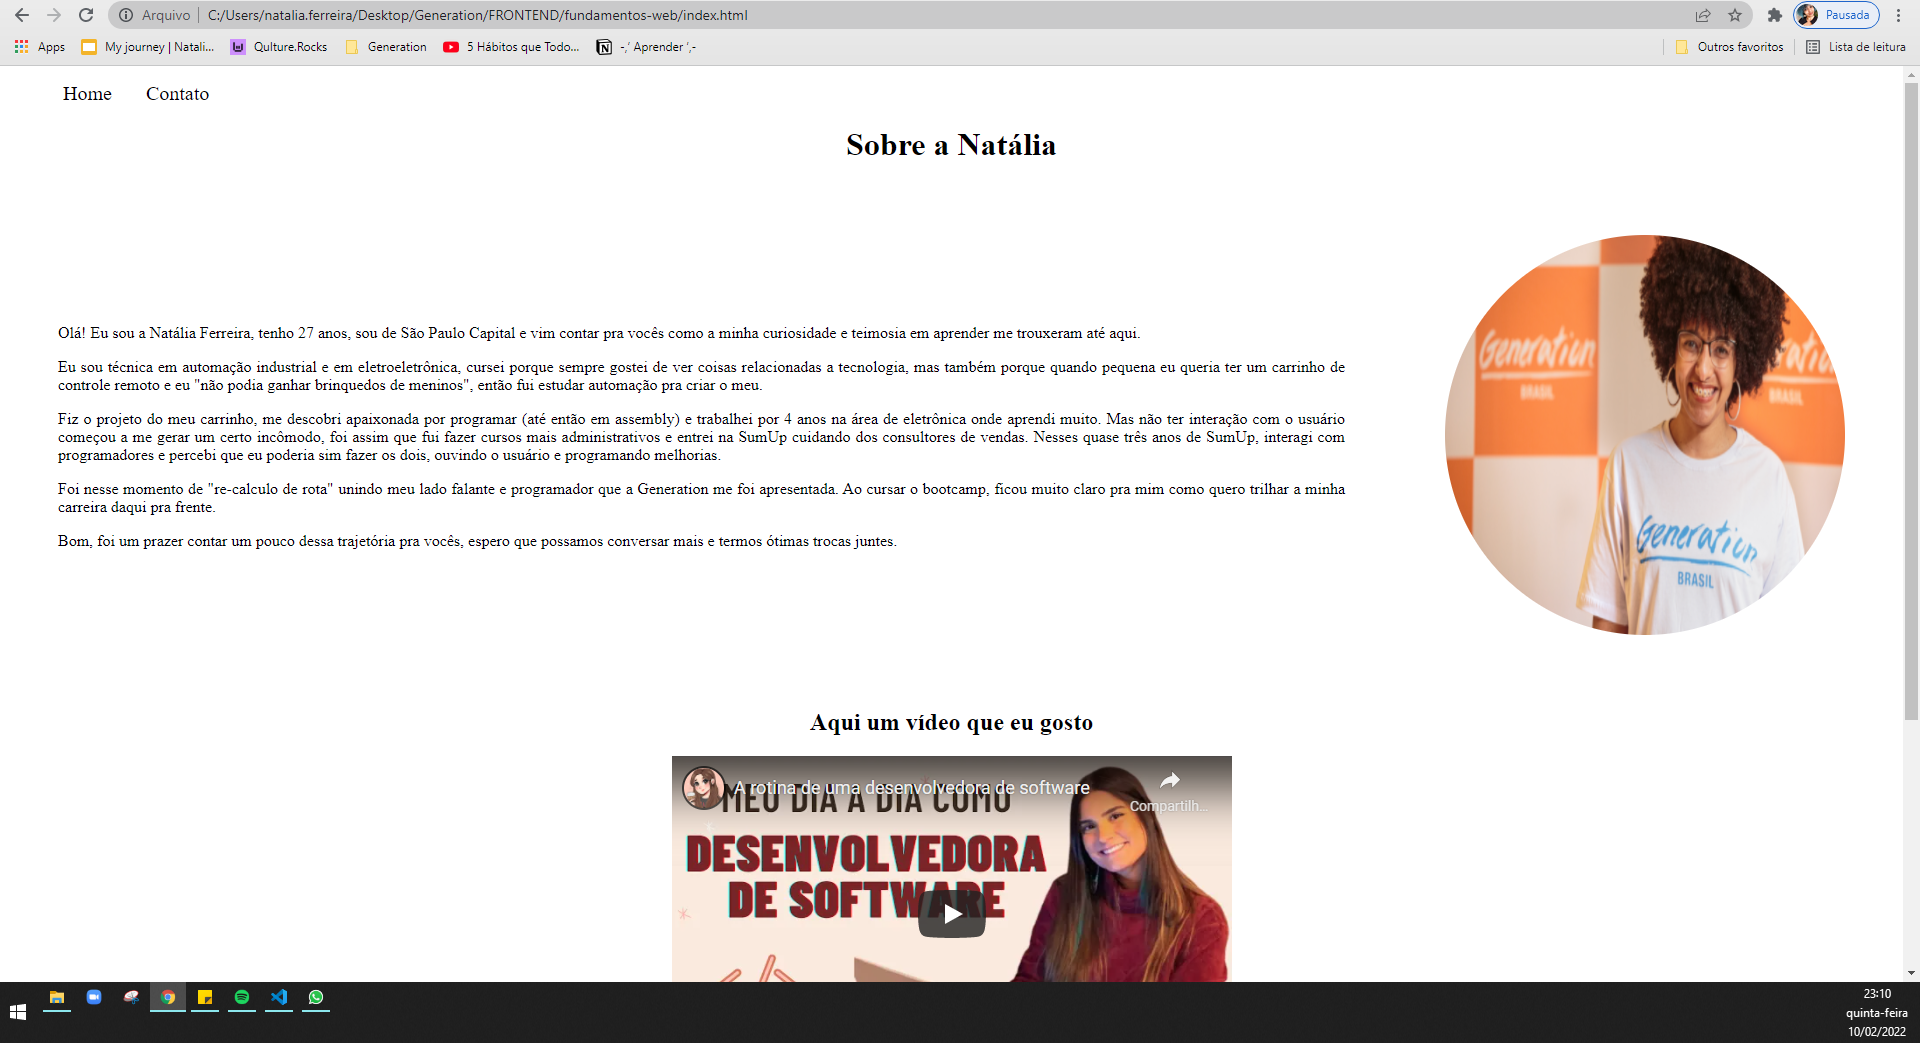 Arquivo | C:/Users/natalia.ferreira/Desktop/Generation/FRONTEND/fundamentos-web/index.html
Pausada
Apps
My journey | Natali...
Qulture.Rocks
Generation
5 Hábitos que Todo...
-,' Aprender ',-
Outros favoritos
Lista de leitura
Home
Contato
Sobre a Natália
Olá! Eu sou a Natália Ferreira, tenho 27 anos, sou de São Paulo Capital e vim contar pra vocês como a minha curiosidade e teimosia em aprender me trouxeram até aqui.
Eu sou técnica em automação industrial e em eletroeletrônica, cursei porque sempre gostei de ver coisas relacionadas a tecnologia, mas também porque quando pequena eu queria ter um carrinho de
controle remoto e eu "não podia ganhar brinquedos de meninos", então fui estudar automação pra criar o meu.
Fiz o projeto do meu carrinho, me descobri apaixonada por programar (até então em assembly) e trabalhei por 4 anos na área de eletrônica onde aprendi muito. Mas não ter interação com o usuário
começou a me gerar um certo incômodo, foi assim que fui fazer cursos mais administrativos e entrei na SumUp cuidando dos consultores de vendas. Nesses quase três anos de SumUp, interagi com
programadores e percebi que eu poderia sim fazer os dois, ouvindo o usuário e programando melhorias.
Foi nesse momento de "re-calculo de rota" unindo meu lado falante e programador que a Generation me foi apresentada. Ao cursar o bootcamp, ficou muito claro pra mim como quero trilhar a minha
carreira daqui pra frente.
Bom, foi um prazer contar um pouco dessa trajetória pra vocês, espero que possamos conversar mais e termos ótimas trocas juntes.
Generation
BRASIL
BRASIL
Generation
BRASIL
Aqui um vídeo que eu gosto
A rotina de uma desenvolvedora de software
Compartilh...
MEU DIA A DIA COMO
DESENVOLVEDORA
DE SOFTWARE
23:10
quinta-feira
10/02/2022